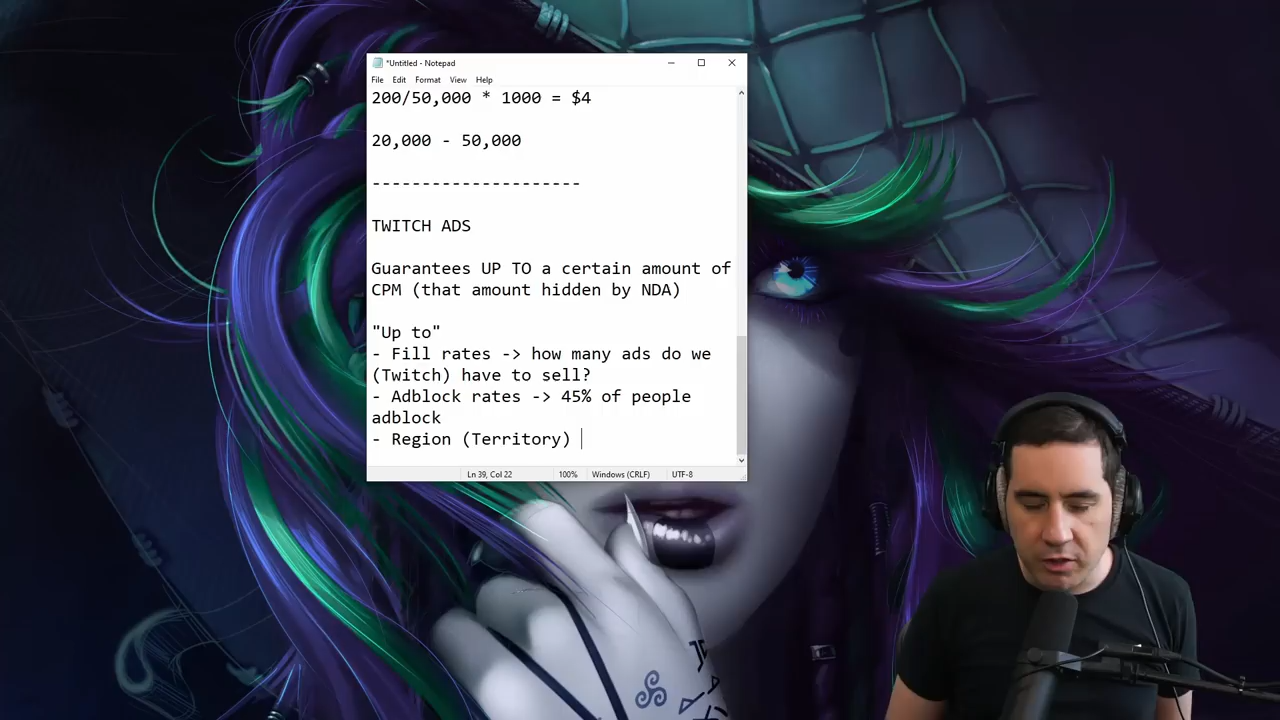 *Untitled - Notepad
File Edit Format View Help
200/50,000 * 1000 = $4
20,000 - 50,000
---------------------
TWITCH ADS
Guarantees UP TO a certain amount of
CPM (that amount hidden by NDA)
"Up to"
- Fill rates -> how many ads do we
(Twitch) have to sell?
- Adblock rates -> 45% of people
adblock
- Region (Territory)
Ln 39, Col 22 100% Windows (CRLF) UTF-8